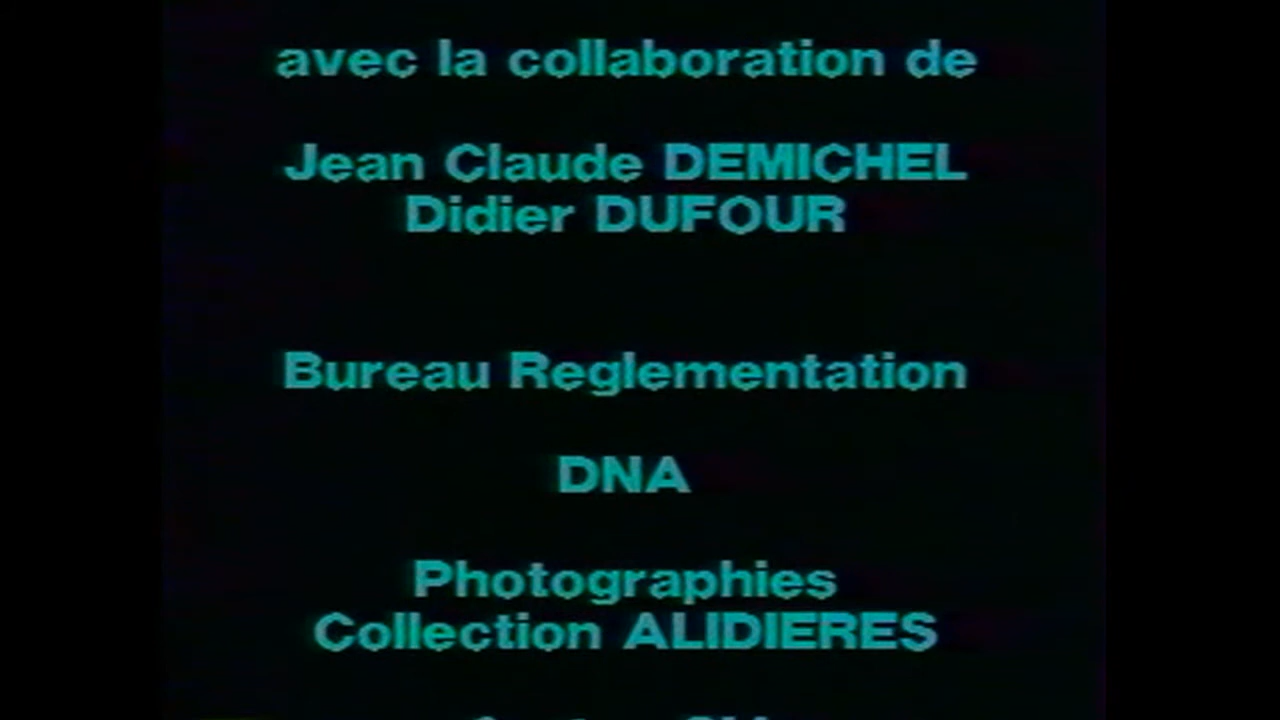 avec la collaboration de
Jean Claude DEMICHEL
Didier DUFOUR
Bureau Reglementation
DNA
Photographies
Collection ALIDIERES